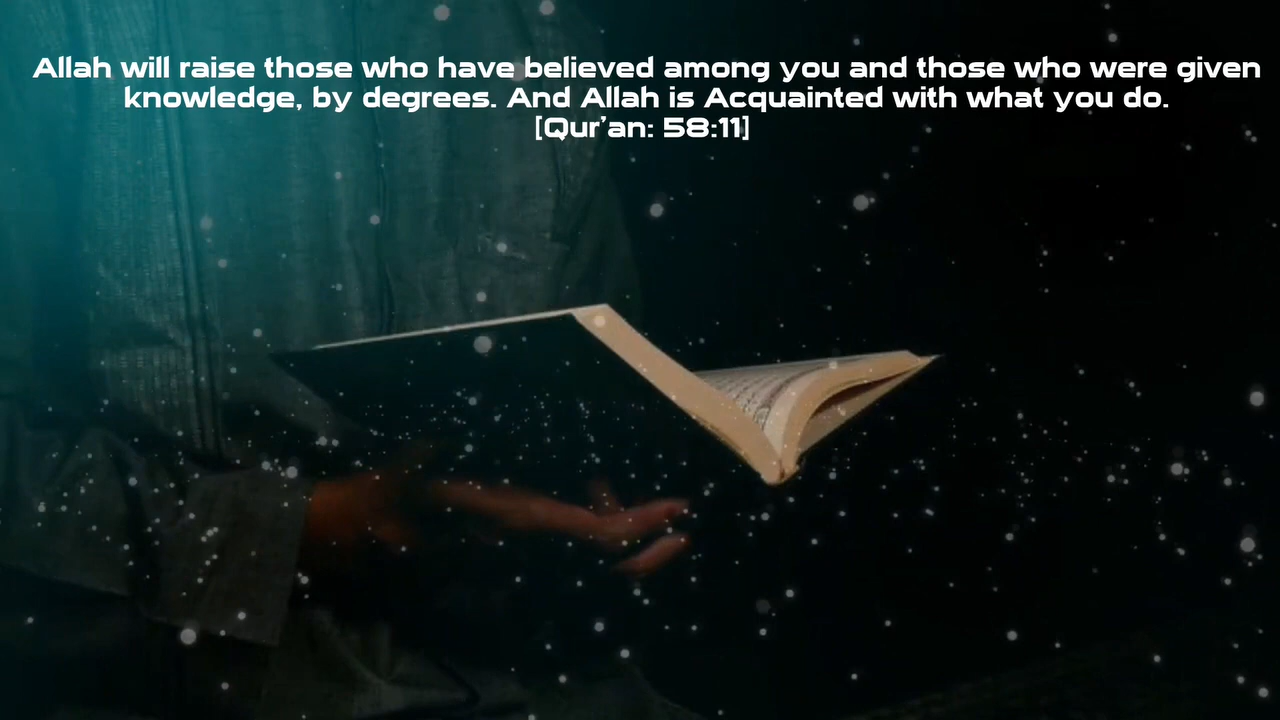 Allah will raise those who have believed among you and those who were given
knowledge, by degrees. And Allah is Acquainted with what you do.
[Qur'an: 58:11]